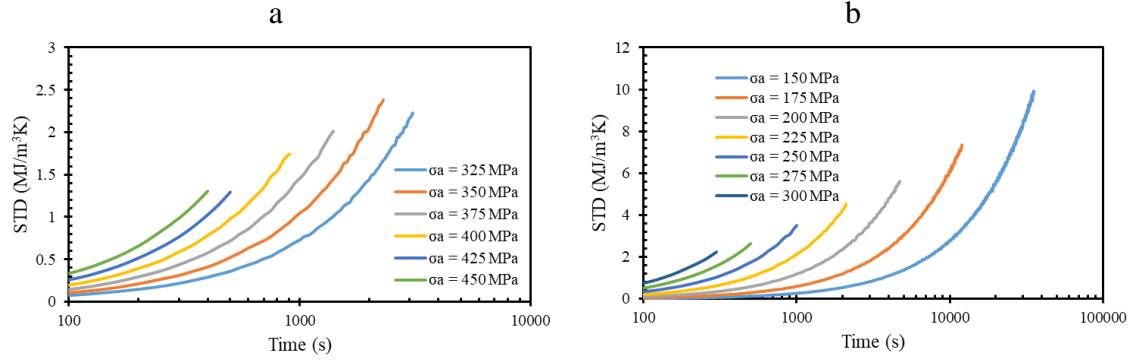 a
STD (MJ/m³K)
3
2.5
2
1.5
1
0.5
0
σa = 325 MPa
σa = 350 MPa
σa = 375 MPa
σa = 400 MPa
σa = 425 MPa
σa = 450 MPa
100
1000
10000
Time (s)
b
STD (MJ/m³K)
12
10
8
6
4
2
0
σa = 150 MPa
σa = 175 MPa
σa = 200 MPa
σa = 225 MPa
σa = 250 MPa
σa = 275 MPa
σa = 300 MPa
100
1000
10000
100000
Time (s)